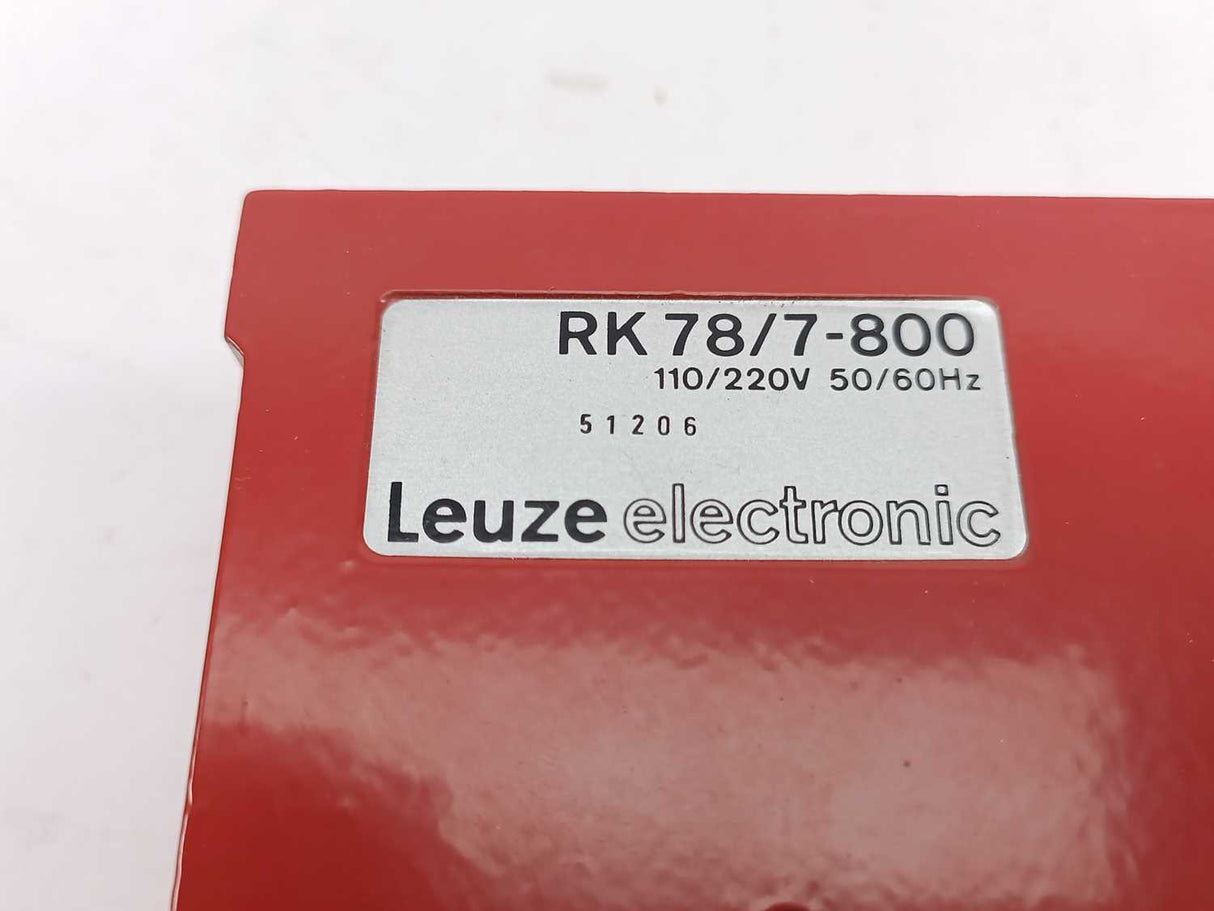 RK 78/7-800
110/220V 50/60Hz
51206
Leuze electronic